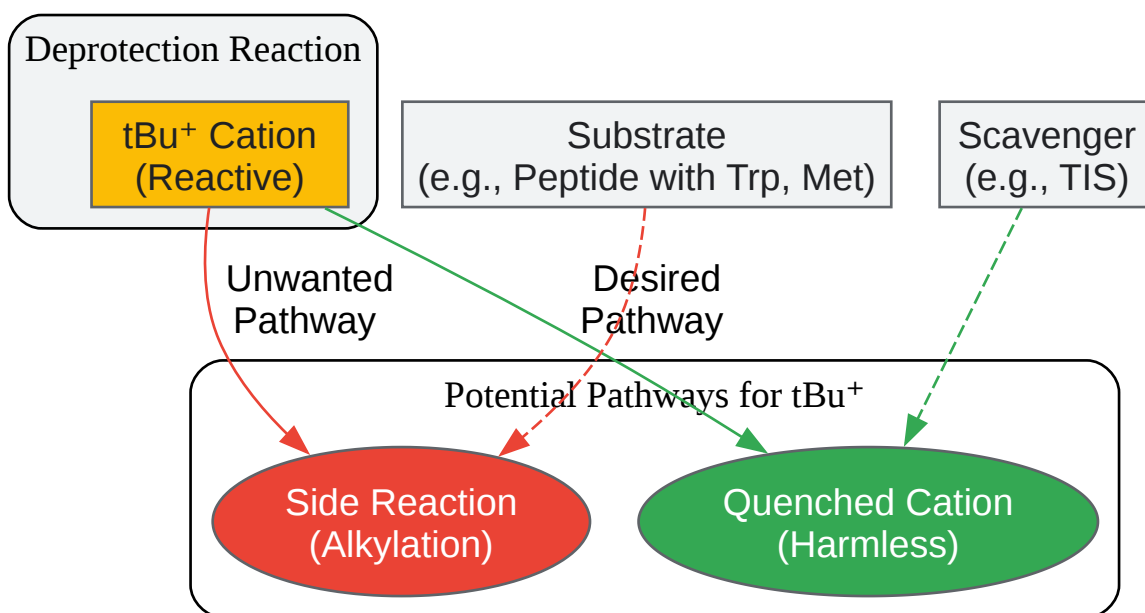 Deprotection Reaction
tBu⁺ Cation
(Reactive)
Substrate
(e.g., Peptide with Trp, Met)
Scavenger
(e.g., TIS)
Unwanted
Pathway
Desired
Pathway
Potential Pathways for tBu⁺
Side Reaction
(Alkylation)
Quenched Cation
(Harmless)